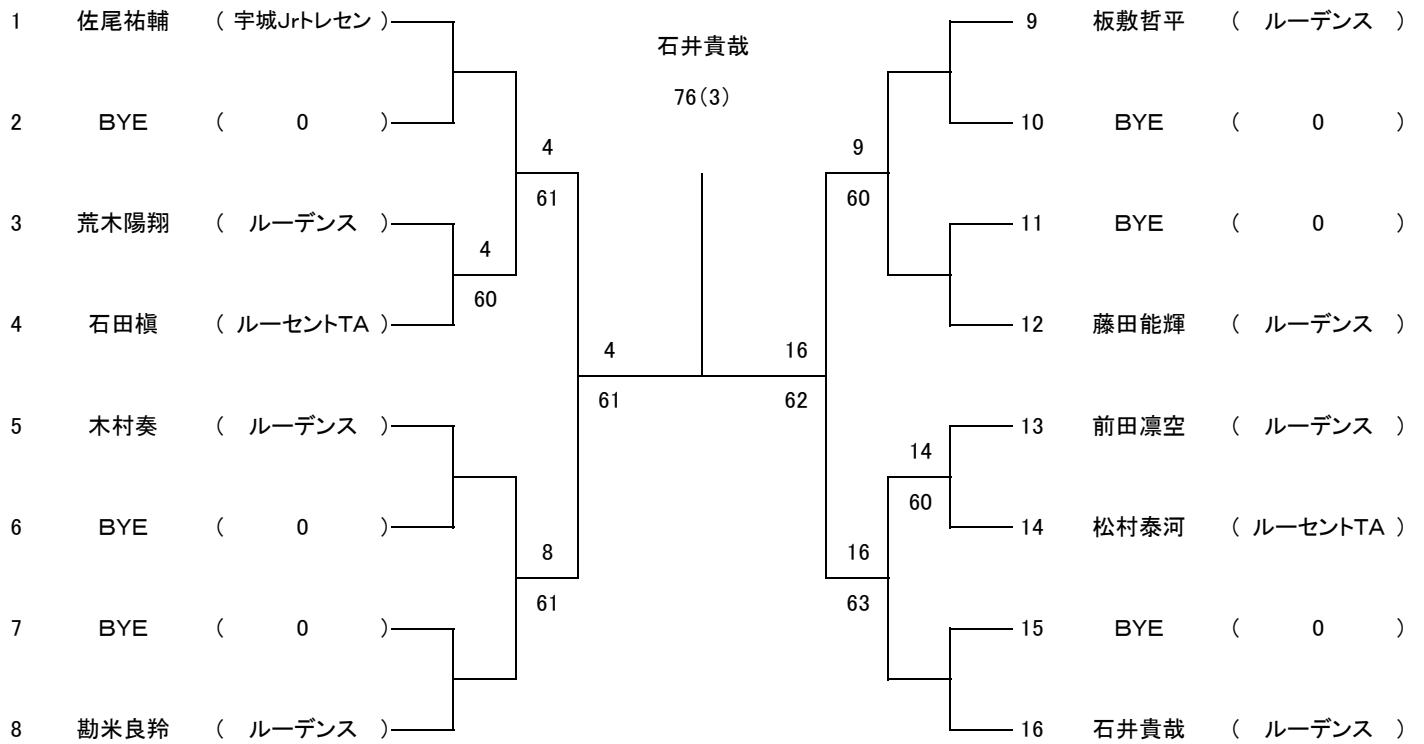 1 佐尾祐輔 ( 宇城Jrトレセン )
2 BYE ( 0 )
4
61
3 荒木陽翔 ( ルーデンス )
4
60
4 石田槇 ( ルーセントTA )
4
61
5 木村奏 ( ルーデンス )
6 BYE ( 0 )
8
61
7 BYE ( 0 )
8 勘米良羚 ( ルーデンス )
石井貴哉
76(3)
9 板敷哲平 ( ルーデンス )
10 BYE ( 0 )
9
60
11 BYE ( 0 )
12 藤田能輝 ( ルーデンス )
16
62
13 前田凛空 ( ルーデンス )
14
60
14 松村泰河 ( ルーセントTA )
16
63
15 BYE ( 0 )
16 石井貴哉 ( ルーデンス )